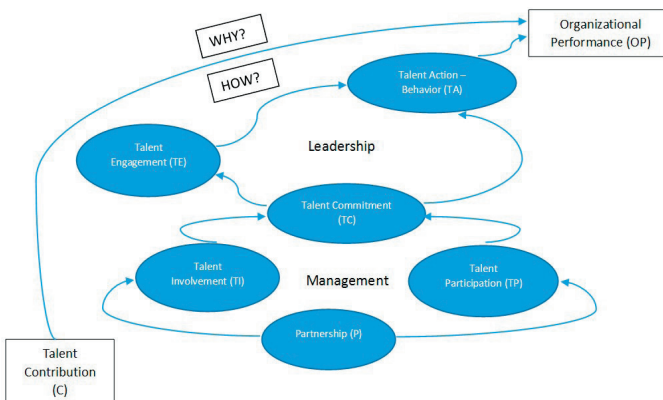 Organizational
Performance (OP)
WHY?
HOW?
Talent Action –
Behavior (TA)
Talent
Engagement (TE)
Leadership
Talent Commitment
(TC)
Talent
Involvement (TI)
Management
Talent
Participation (TP)
Partnership (P)
Talent
Contribution
(C)